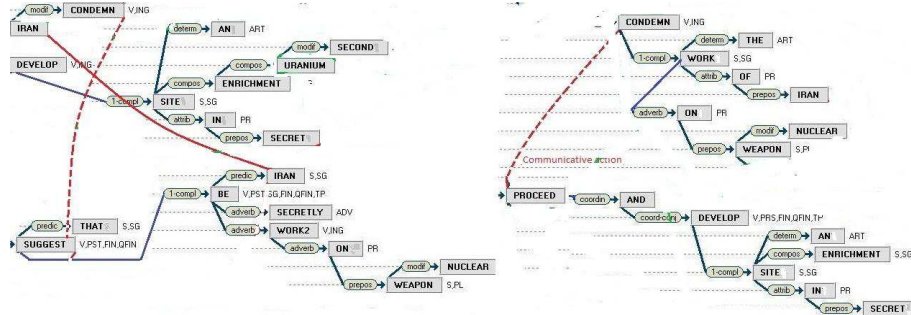 modif CONDEMN V,ING
IRAN
determ AN ART
modif SECOND
compos URANIUM
DEVELOP V,ING
compos ENRICHMENT
1-compl SITE S,SG
attrib IN PR
prepos SECRET
predic IRAN S,SG
1-compl BE V,PST SG,FIN,QFIN,TP
adverb SECRETLY ADV
predic THAT S,SG
adverb WORK2 V,ING
SUGGEST V,PST,FIN,QFIN
adverb ON PR
modif NUCLEAR
prepos WEAPON S,PL
CONDEMN V,ING
determ THE ART
1-compl WORK S,SG
attrib OF PR
prepos IRAN
adverb ON PR
modif NUCLEAR
prepos WEAPON S,PL
Communicative action
PROCEED coordin AND
coord-conj DEVELOP V,PRS,FIN,QFIN,TP
determ AN ART
compos ENRICHMENT S,SG
1-compl SITE S,SG
attrib IN PR
prepos SECRET